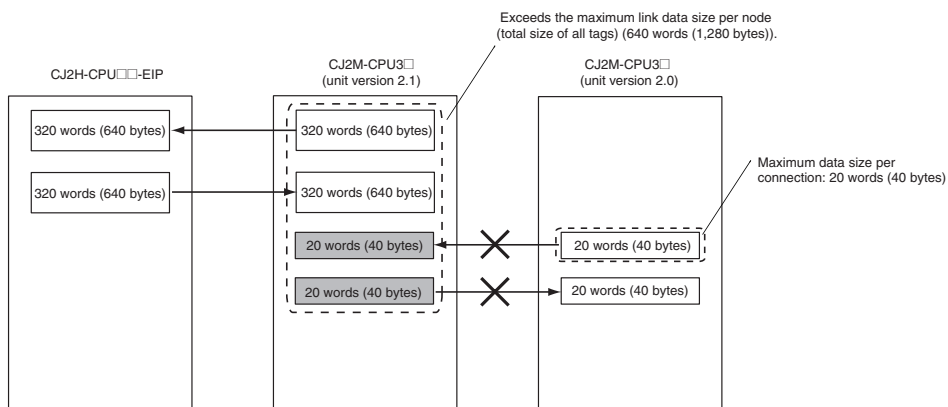 Exceeds the maximum link data size per node
(total size of all tags) (640 words (1,280 bytes)).
CJ2H-CPU□□-EIP
CJ2M-CPU3□
(unit version 2.1)
CJ2M-CPU3□
(unit version 2.0)
320 words (640 bytes)
320 words (640 bytes)
320 words (640 bytes)
320 words (640 bytes)
Maximum data size per
connection: 20 words (40 bytes)
20 words (40 bytes)
20 words (40 bytes)
20 words (40 bytes)
20 words (40 bytes)